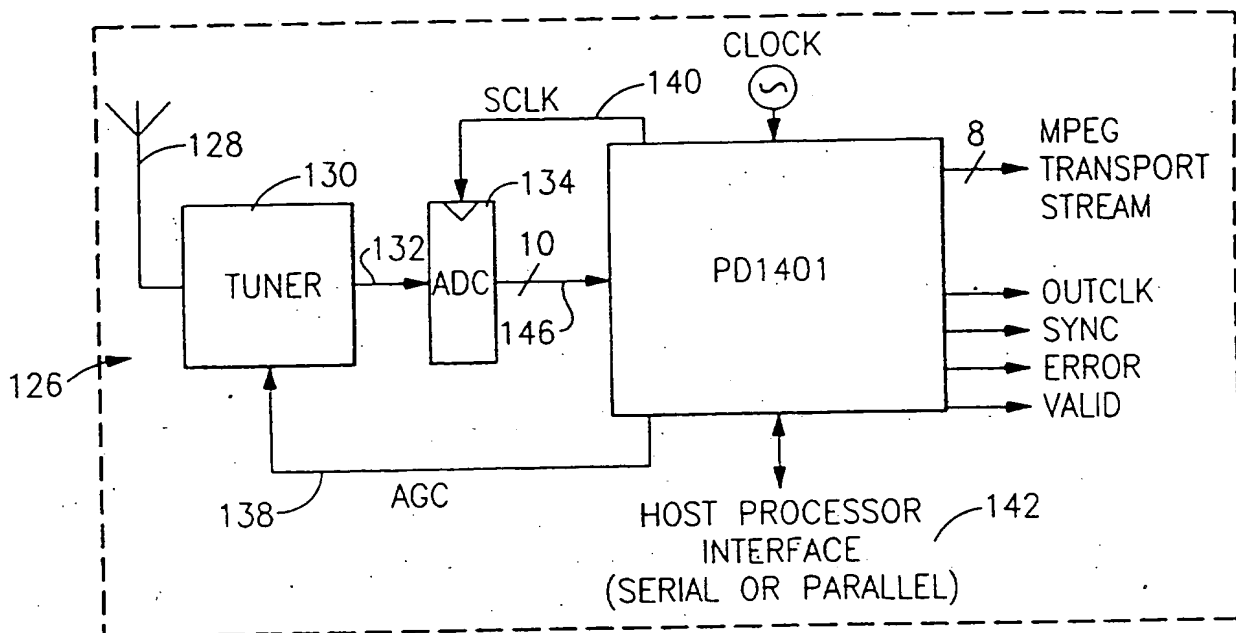 CLOCK
SCLK
140
128
130
134
8
MPEG
TRANSPORT
STREAM
132
10
TUNER
ADC
PD1401
146
OUTCLK
SYNC
ERROR
VALID
126
138
AGC
HOST PROCESSOR
INTERFACE
(SERIAL OR PARALLEL)
142